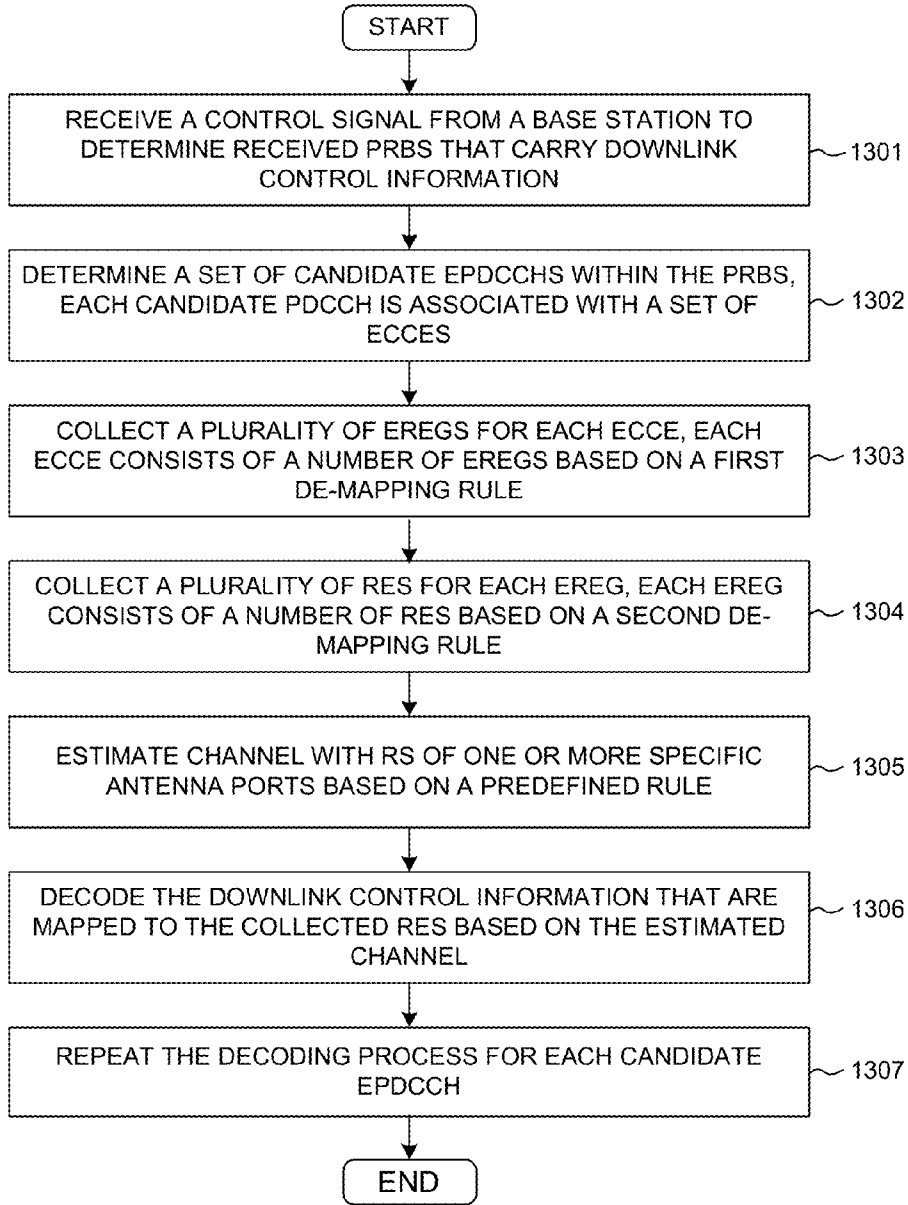 START
RECEIVE A CONTROL SIGNAL FROM A BASE STATION TO
DETERMINE RECEIVED PRBS THAT CARRY DOWNLINK
CONTROL INFORMATION
1301
DETERMINE A SET OF CANDIDATE EPDCCHS WITHIN THE PRBS,
EACH CANDIDATE PDCCH IS ASSOCIATED WITH A SET OF
ECCES
1302
COLLECT A PLURALITY OF EREGS FOR EACH ECCE, EACH
ECCE CONSISTS OF A NUMBER OF EREGS BASED ON A FIRST
DE-MAPPING RULE
1303
COLLECT A PLURALITY OF RES FOR EACH EREG, EACH EREG
CONSISTS OF A NUMBER OF RES BASED ON A SECOND DE-
MAPPING RULE
1304
ESTIMATE CHANNEL WITH RS OF ONE OR MORE SPECIFIC
ANTENNA PORTS BASED ON A PREDEFINED RULE
1305
DECODE THE DOWNLINK CONTROL INFORMATION THAT ARE
MAPPED TO THE COLLECTED RES BASED ON THE ESTIMATED
CHANNEL
1306
REPEAT THE DECODING PROCESS FOR EACH CANDIDATE
EPDCCH
1307
END